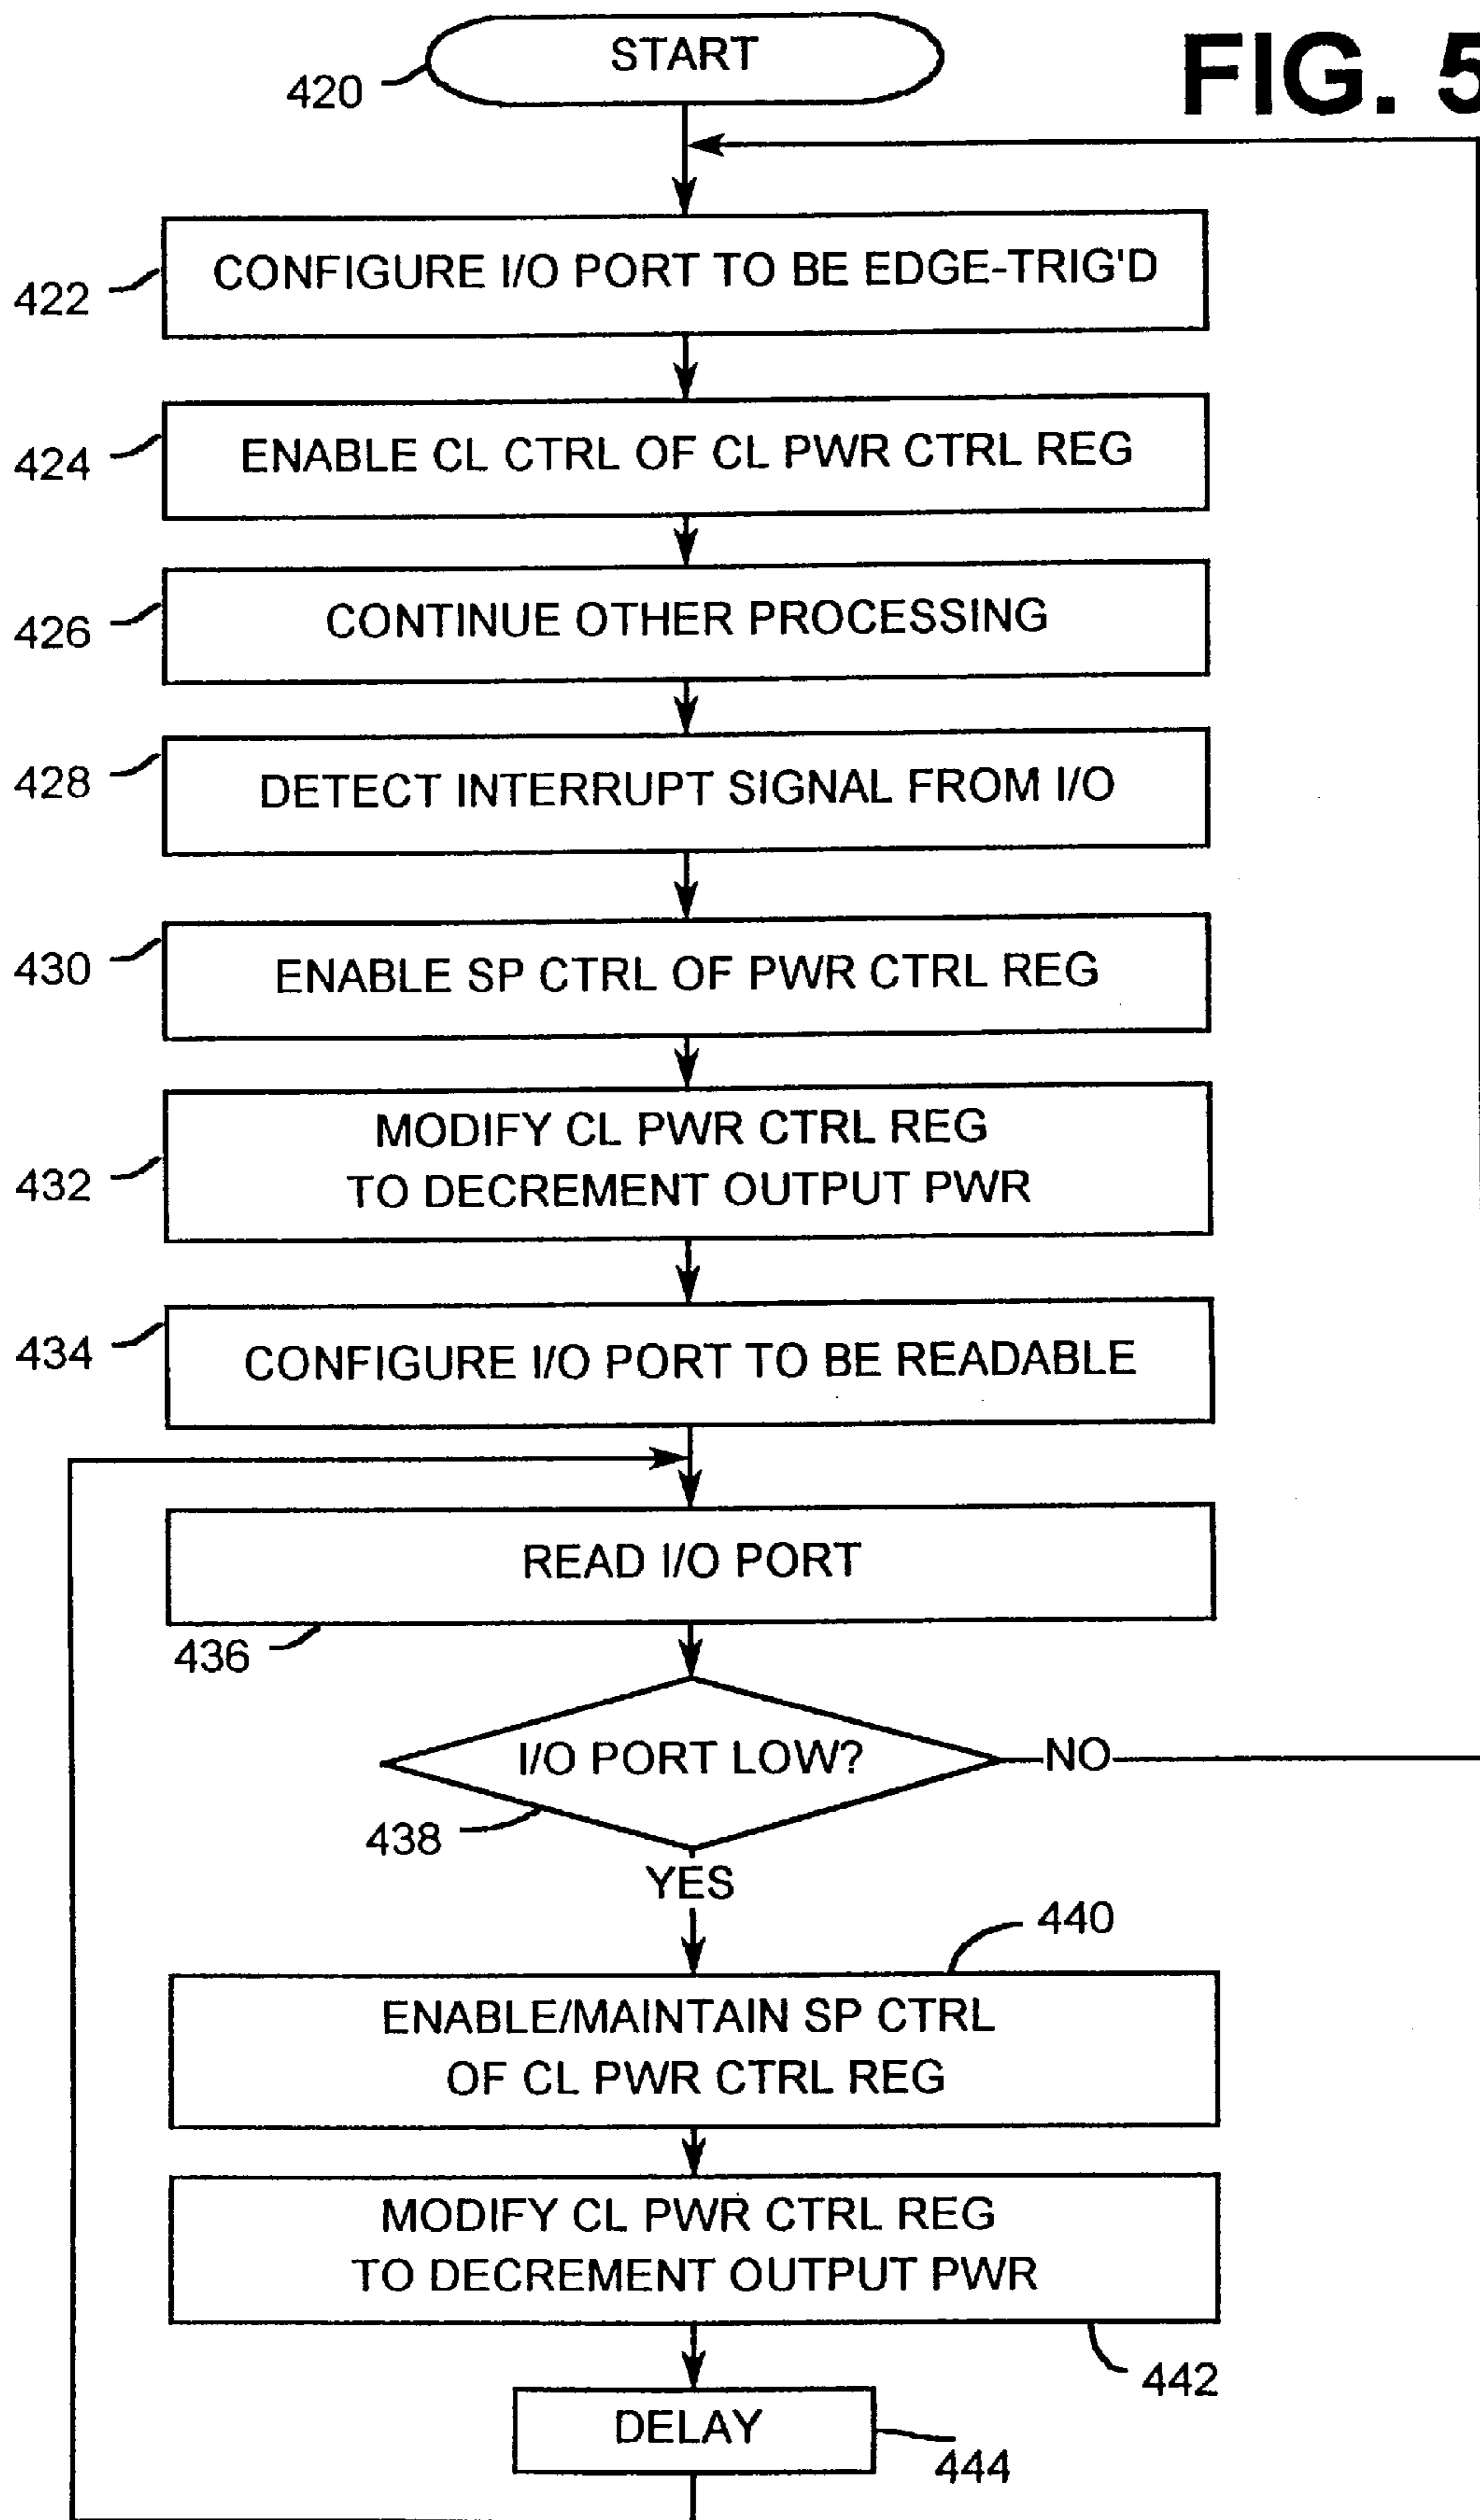 FIG. 5
START
420
CONFIGURE I/O PORT TO BE EDGE-TRIG'D
422
ENABLE CL CTRL OF CL PWR CTRL REG
424
CONTINUE OTHER PROCESSING
426
DETECT INTERRUPT SIGNAL FROM I/O
428
ENABLE SP CTRL OF PWR CTRL REG
430
MODIFY CL PWR CTRL REG
TO DECREMENT OUTPUT PWR
432
CONFIGURE I/O PORT TO BE READABLE
434
READ I/O PORT
436
I/O PORT LOW?
NO
438
YES
440
ENABLE/MAINTAIN SP CTRL
OF CL PWR CTRL REG
MODIFY CL PWR CTRL REG
TO DECREMENT OUTPUT PWR
442
DELAY
444